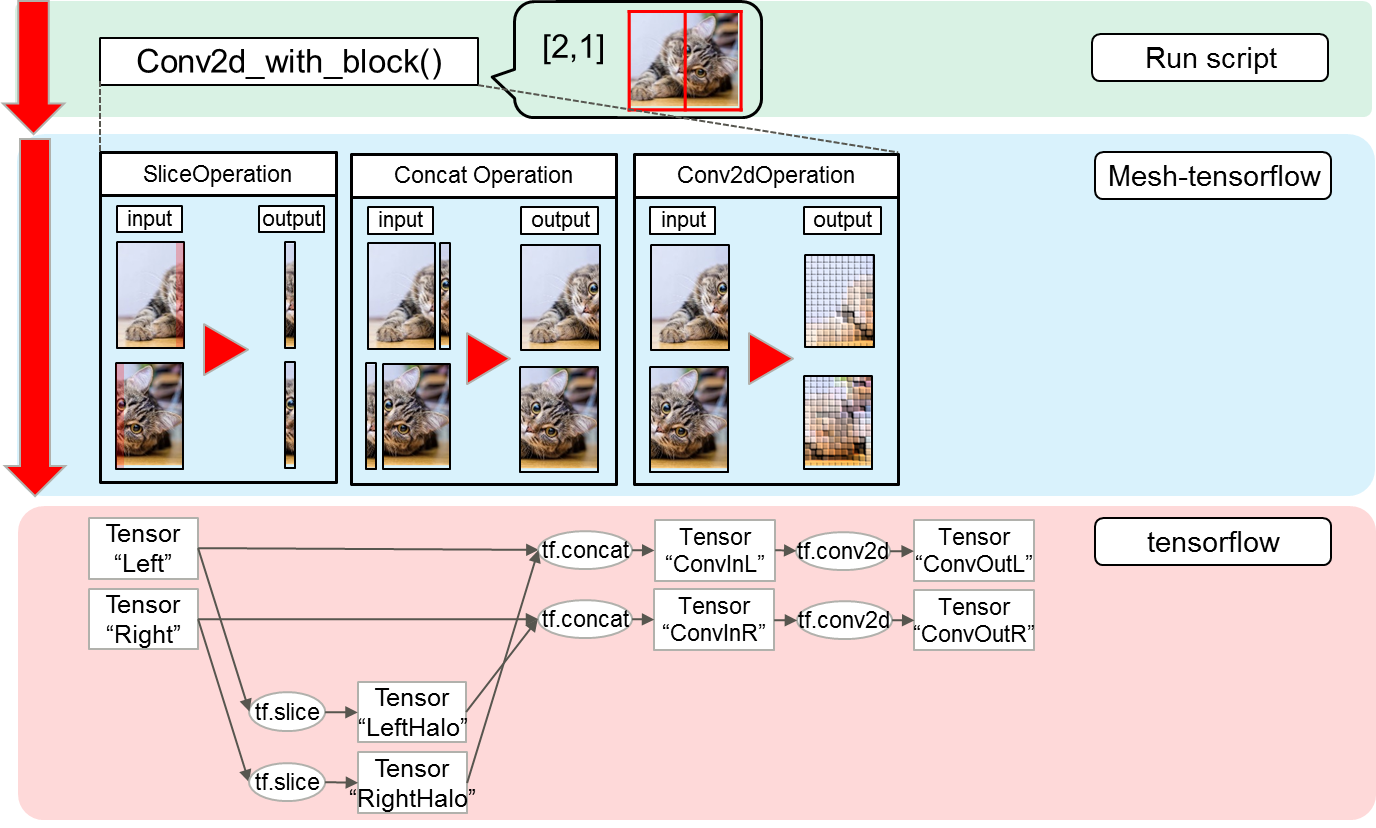 Conv2d_with_block()
[2,1]
Run script
Mesh-tensorflow
SliceOperation
input
output
Concat Operation
input
output
Conv2dOperation
input
output
tensorflow
Tensor
“Left”
tf.concat
Tensor
“ConvInL”
tf.conv2d
Tensor
“ConvOutL”
Tensor
“Right”
tf.concat
Tensor
“ConvInR”
tf.conv2d
Tensor
“ConvOutR”
tf.slice
Tensor
“LeftHalo”
tf.slice
Tensor
“RightHalo”